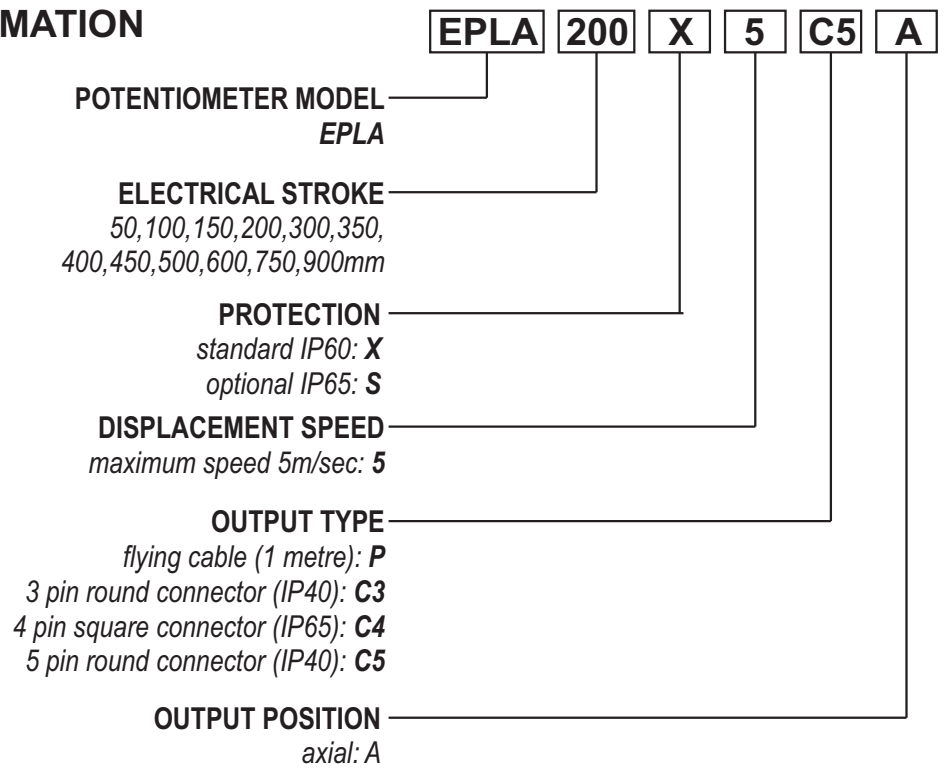 MATION
EPLA 200 X 5 C5 A
POTENTIOMETER MODEL
EPLA
ELECTRICAL STROKE
50,100,150,200,300,350,
400,450,500,600,750,900mm
PROTECTION
standard IP60: X
optional IP65: S
DISPLACEMENT SPEED
maximum speed 5m/sec: 5
OUTPUT TYPE
flying cable (1 metre): P
3 pin round connector (IP40): C3
4 pin square connector (IP65): C4
5 pin round connector (IP40): C5
OUTPUT POSITION
axial: A